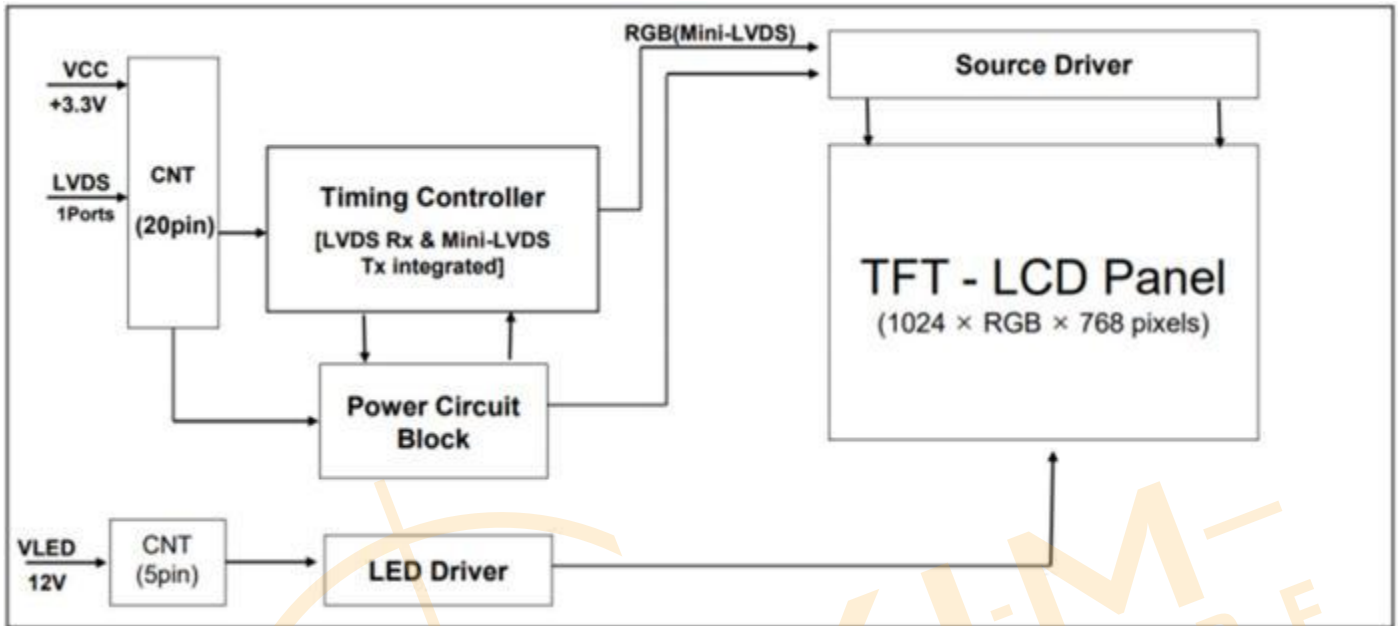 RGB(Mini-LVDS)
VCC
+3.3V
LVDS
1Ports
CNT
(20pin)
Timing Controller
[LVDS Rx & Mini-LVDS
Tx integrated]
Power Circuit
Block
Source Driver
TFT - LCD Panel
(1024 × RGB × 768 pixels)
VLED
12V
CNT
(5pin)
LED Driver